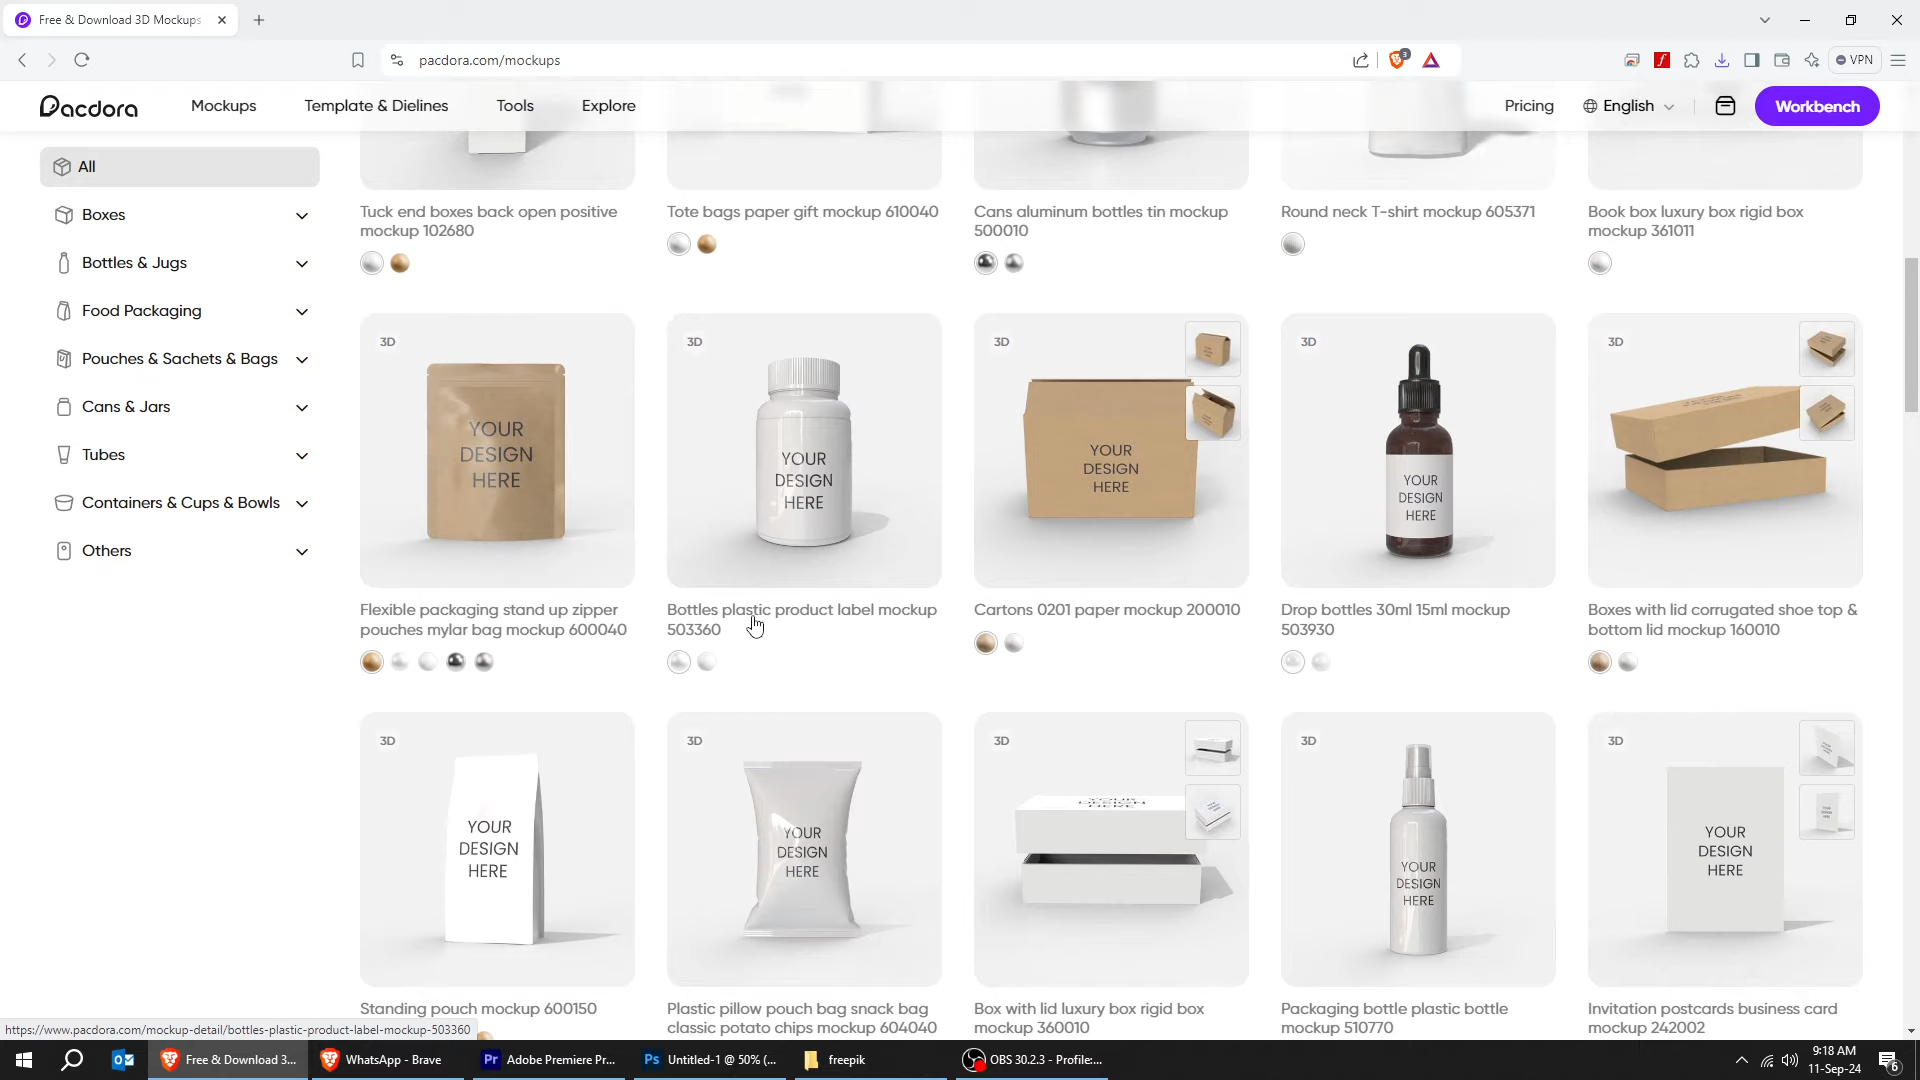 Free & Download 3D Mockups
pacdora.com/mockups
3
VPN
Pacdora
Mockups
Template & Dielines
Tools
Explore
Pricing
English
Workbench
All
Boxes
Bottles & Jugs
Food Packaging
Pouches & Sachets & Bags
Cans & Jars
Tubes
Containers & Cups & Bowls
Others
Tuck end boxes back open positive
mockup 102680
Tote bags paper gift mockup 610040
Cans aluminum bottles tin mockup
500010
Round neck T-shirt mockup 605371
Book box luxury box rigid box
mockup 361011
3D
YOUR
DESIGN
HERE
3D
YOUR
DESIGN
HERE
3D
YOUR
DESIGN
HERE
3D
YOUR
DESIGN
HERE
3D
Flexible packaging stand up zipper
pouches mylar bag mockup 600040
Bottles plastic product label mockup
503360
Cartons 0201 paper mockup 200010
Drop bottles 30ml 15ml mockup
503930
Boxes with lid corrugated shoe top &
bottom lid mockup 160010
3D
YOUR
DESIGN
HERE
3D
YOUR
DESIGN
HERE
3D
YOUR DESIGN
HERE
3D
YOUR
DESIGN
HERE
3D
YOUR
DESIGN
HERE
Standing pouch mockup 600150
Plastic pillow pouch bag snack bag
classic potato chips mockup 604040
Box with lid luxury box rigid box
mockup 360010
Packaging bottle plastic bottle
mockup 510770
Invitation postcards business card
mockup 242002
https://www.pacdora.com/mockup-detail/bottles-plastic-product-label-mockup-503360
Free & Download 3...
WhatsApp - Brave
Pr
Adobe Premiere Pr...
Ps
Untitled-1 @ 50% (...
freepik
OBS 30.2.3 - Profile:...
9:18 AM
11-Sep-24
6